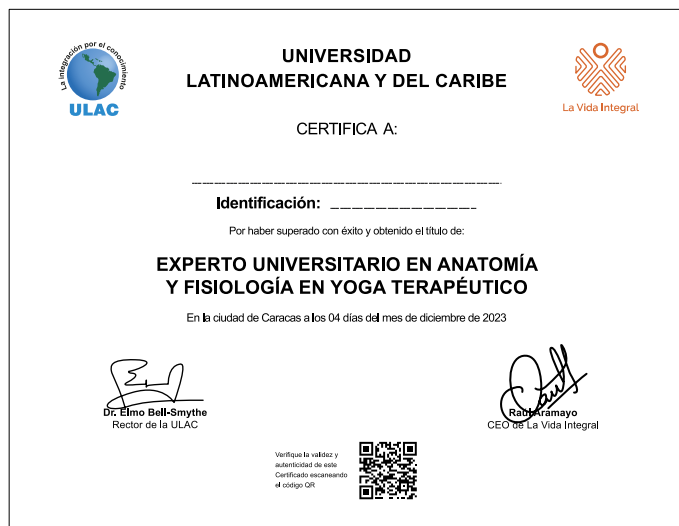 La integración por el conocimiento
ULAC
UNIVERSIDAD
LATINOAMERICANA Y DEL CARIBE
La Vida Integral
CERTIFICA A:
Identificación:
Por haber superado con éxito y obtenido el título de:
EXPERTO UNIVERSITARIO EN ANATOMÍA
Y FISIOLOGÍA EN YOGA TERAPÉUTICO
En la ciudad de Caracas a los 04 días del mes de diciembre de 2023
Dr. Elmo Bell-Smythe
Rector de la ULAC
Raúl Aramayo
CEO de La Vida Integral
Verifique la validez y
autenticidad de este
Certificado escaneando
el código QR